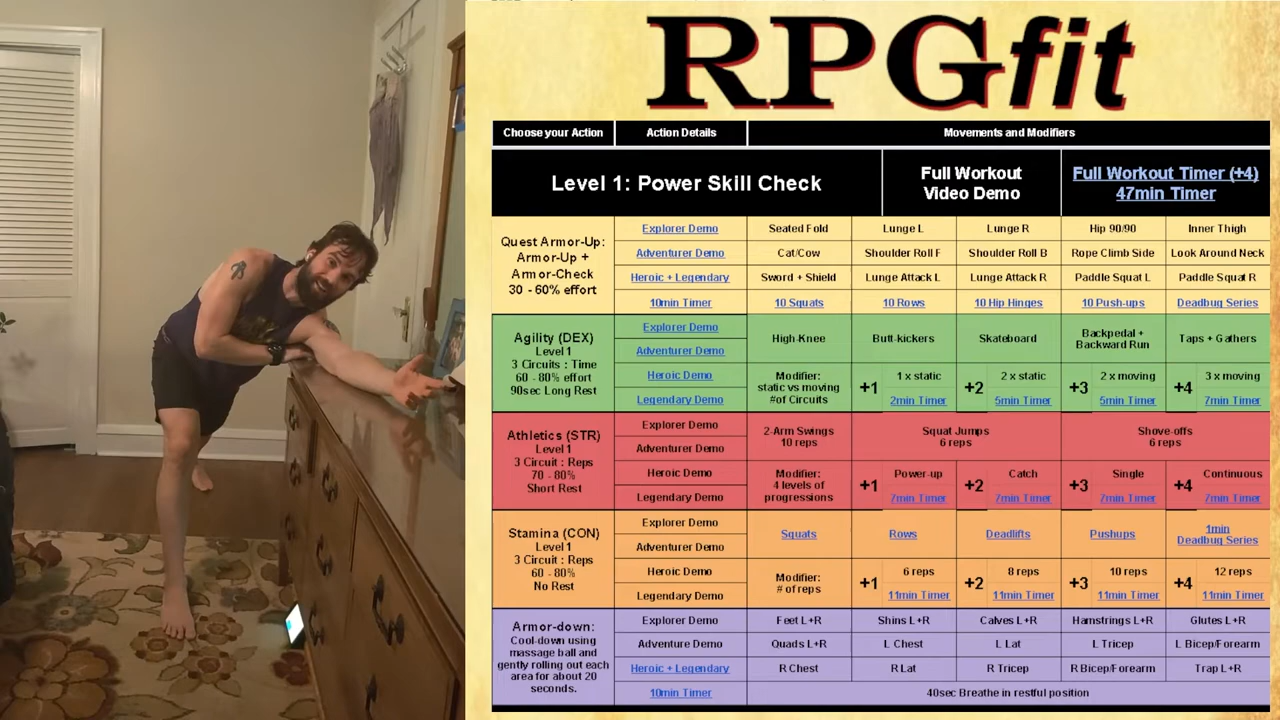 RPGfit
Choose your Action
Action Details
Movements and Modifiers
Level 1: Power Skill Check
Full Workout
Video Demo
Full Workout Timer (+4)
47min Timer
Quest Armor-Up:
Armor-Up +
Armor-Check
30 - 60% effort
Explorer Demo
Seated Fold
Lunge L
Lunge R
Hip 90/90
Inner Thigh
Adventurer Demo
Cat/Cow
Shoulder Roll F
Shoulder Roll B
Rope Climb Side
Look Around Neck
Heroic + Legendary
Sword + Shield
Lunge Attack L
Lunge Attack R
Paddle Squat L
Paddle Squat R
10min Timer
10 Squats
10 Rows
10 Hip Hinges
10 Push-ups
Deadbug Series
Agility (DEX)
Level 1
3 Circuits : Time
60 - 80% effort
90sec Long Rest
Explorer Demo
Adventurer Demo
High-Knee
Butt-kickers
Skateboard
Backpedal +
Backward Run
Taps + Gathers
Heroic Demo
Legendary Demo
Modifier:
static vs moving
#of Circuits
+1
1 x static
2min Timer
+2
2 x static
5min Timer
+3
2 x moving
5min Timer
+4
3 x moving
7min Timer
Athletics (STR)
Level 1
3 Circuit : Reps
70 - 80%
Short Rest
Explorer Demo
Adventurer Demo
2-Arm Swings
10 reps
Squat Jumps
6 reps
Shove-offs
6 reps
Heroic Demo
Legendary Demo
Modifier:
4 levels of
progressions
+1
Power-up
7min Timer
+2
Catch
7min Timer
+3
Single
7min Timer
+4
Continuous
7min Timer
Stamina (CON)
Level 1
3 Circuit : Reps
60 - 80%
No Rest
Explorer Demo
Adventurer Demo
Squats
Rows
Deadlifts
Pushups
1min
Deadbug Series
Heroic Demo
Legendary Demo
Modifier:
# of reps
+1
6 reps
11min Timer
+2
8 reps
11min Timer
+3
10 reps
11min Timer
+4
12 reps
11min Timer
Armor-down:
Cool-down using
massage ball and
gently rolling out each
area for about 20
seconds.
Explorer Demo
Feet L+R
Shins L+R
Calves L+R
Hamstrings L+R
Glutes L+R
Adventure Demo
Quads L+R
L Chest
L Lat
L Tricep
L Bicep/Forearm
Heroic + Legendary
R Chest
R Lat
R Tricep
R Bicep/Forearm
Trap L+R
10min Timer
40sec Breathe in restful position